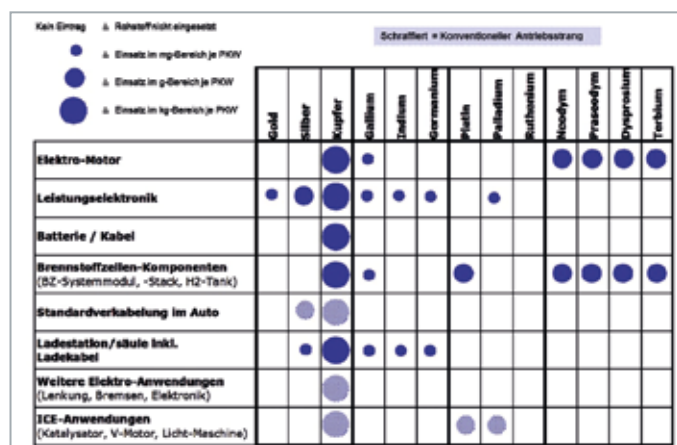 Kein Eintrag ≙ Rohstoff nicht eingesetzt
≙ Einsatz im mg-Bereich je PKW
≙ Einsatz im g-Bereich je PKW
≙ Einsatz im kg-Bereich je PKW
Schraffiert = Konventioneller Antriebsstrang
Gold
Silber
Kupfer
Gallium
Indium
Germanium
Platin
Palladium
Ruthenium
Neodym
Praseodym
Dysprosium
Terbium
Elektro-Motor
Leistungselektronik
Batterie / Kabel
Brennstoffzellen-Komponenten
(BZ-Systemmodul, -Stack, H2-Tank)
Standardverkabelung im Auto
Ladestation/säule inkl.
Ladekabel
Weitere Elektro-Anwendungen
(Lenkung, Bremsen, Elektronik)
ICE-Anwendungen
(Katalysator, V-Motor, Licht-Maschine)